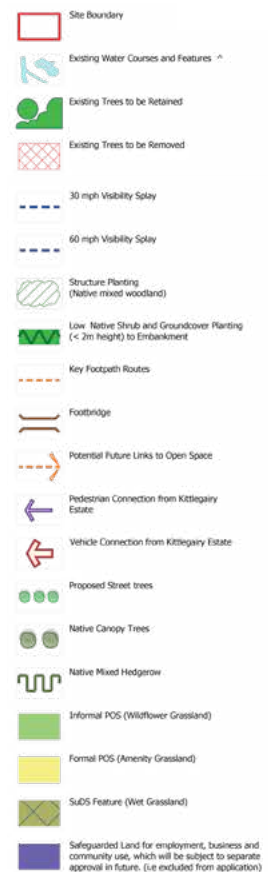 Site Boundary
Existing Water Courses and Features ^
Existing Trees to be Retained
Existing Trees to be Removed
30 mph Visibility Splay
60 mph Visibility Splay
Structure Planting
(Native mixed woodland)
Low Native Shrub and Groundcover Planting
(< 2m height) to Embankment
Key Footpath Routes
Footbridge
Potential Future Links to Open Space
Pedestrian Connection from Kittlegairy
Estate
Vehicle Connection from Kittlegairy Estate
Proposed Street trees
Native Canopy Trees
Native Mixed Hedgerow
Informal POS (Wildflower Grassland)
Formal POS (Amenity Grassland)
SuDS Feature (Wet Grassland)
Safeguarded Land for employment, business and
community use, which will be subject to separate
approval in future. (i.e excluded from application)